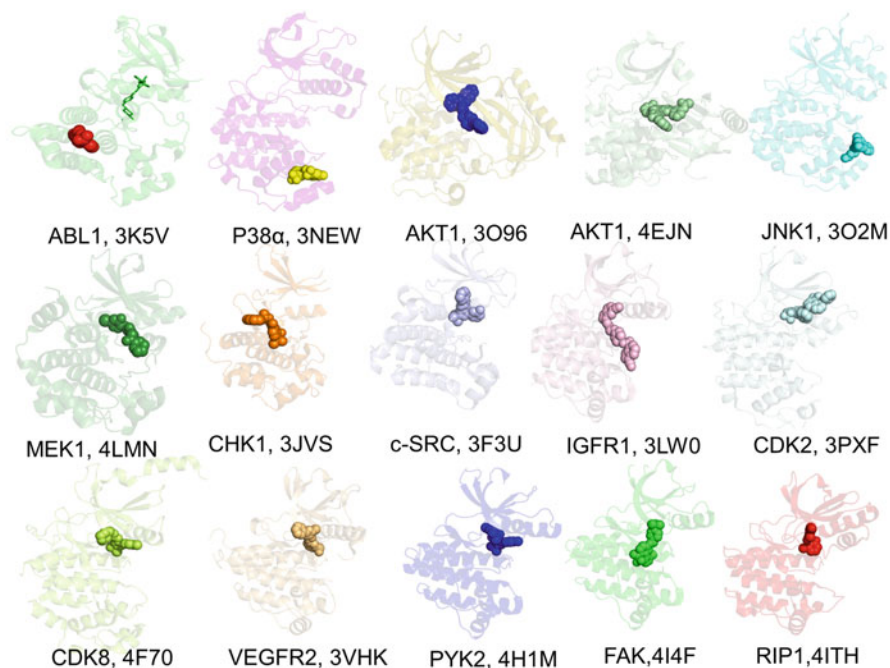 ABL1, 3K5V
P38α, 3NEW
AKT1, 3O96
AKT1, 4EJN
JNK1, 3O2M
MEK1, 4LMN
CHK1, 3JVS
c-SRC, 3F3U
IGFR1, 3LW0
CDK2, 3PXF
CDK8, 4F70
VEGFR2, 3VHK
PYK2, 4H1M
FAK,4I4F
RIP1,4ITH